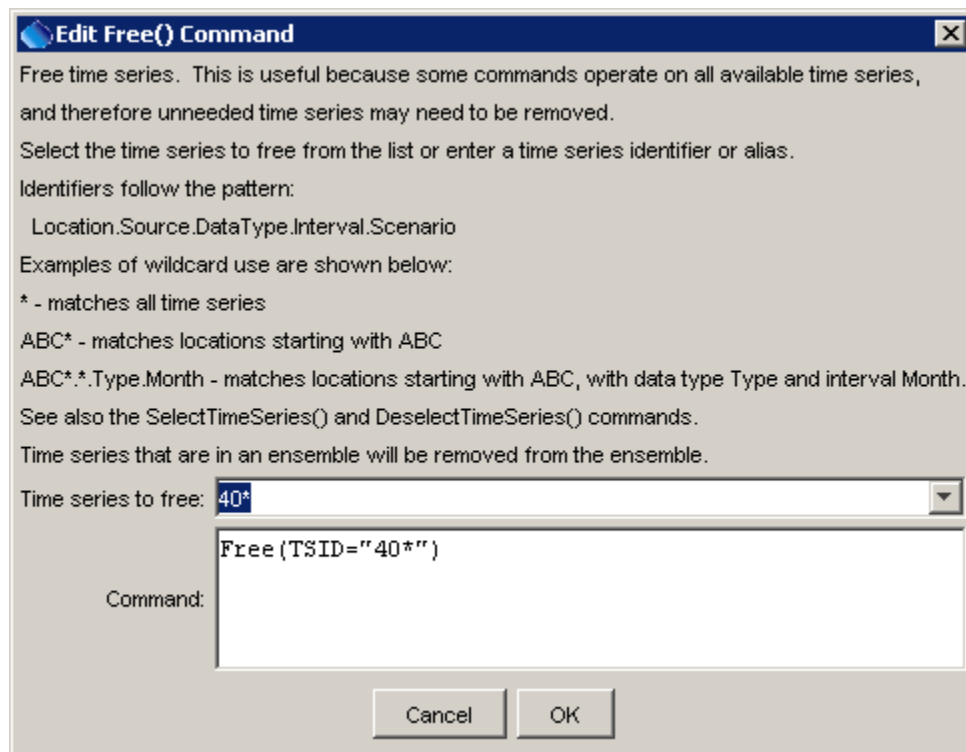 Edit Free() Command
Free time series.  This is useful because some commands operate on all available time series,
and therefore unneeded time series may need to be removed.
Select the time series to free from the list or enter a time series identifier or alias.
Identifiers follow the pattern:
Location.Source.DataType.Interval.Scenario
Examples of wildcard use are shown below:
* - matches all time series
ABC* - matches locations starting with ABC
ABC*.*.Type.Month - matches locations starting with ABC, with data type Type and interval Month.
See also the SelectTimeSeries() and DeselectTimeSeries() commands.
Time series that are in an ensemble will be removed from the ensemble.
Time series to free: 40*
Free(TSID="40*")
Command:
Cancel OK